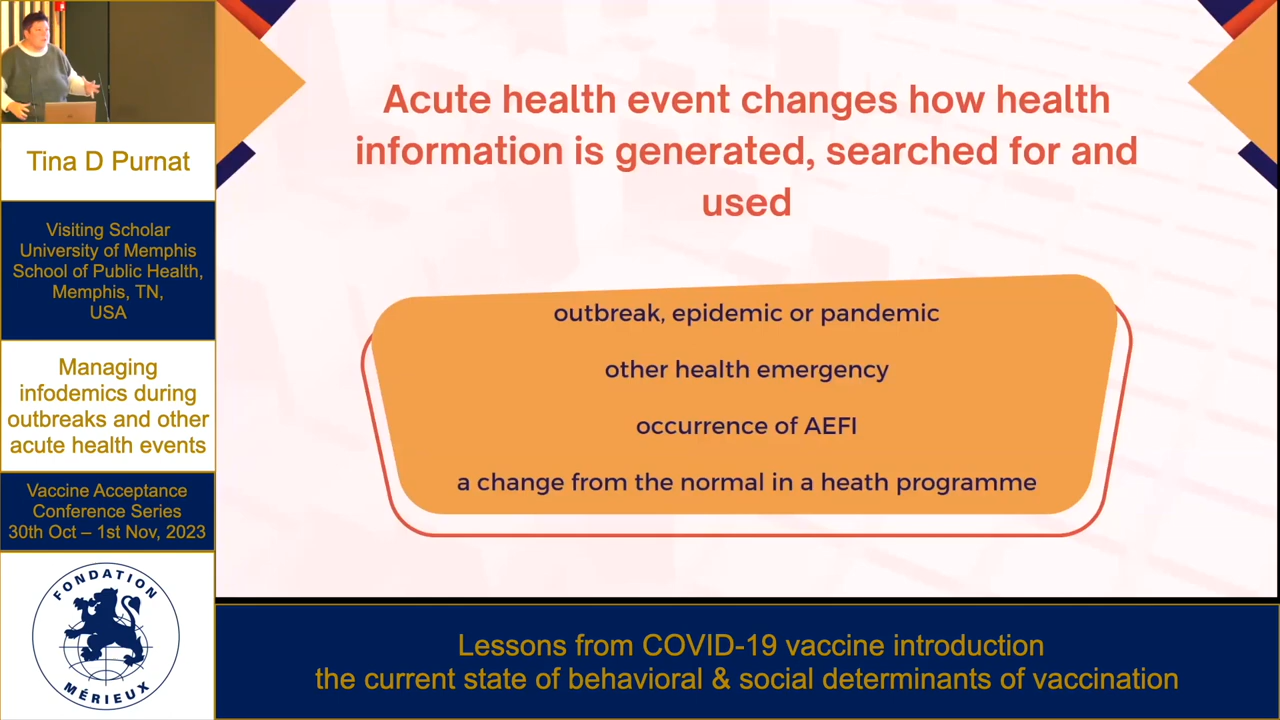 Tina D Purnat
Visiting Scholar
University of Memphis
School of Public Health,
Memphis, TN,
USA
Managing
infodemics during
outbreaks and other
acute health events
Vaccine Acceptance
Conference Series
30th Oct – 1st Nov, 2023
FONDATION
MÉRIEUX
Acute health event changes how health
information is generated, searched for and
used
outbreak, epidemic or pandemic
other health emergency
occurrence of AEFI
a change from the normal in a heath programme
Lessons from COVID-19 vaccine introduction
the current state of behavioral & social determinants of vaccination